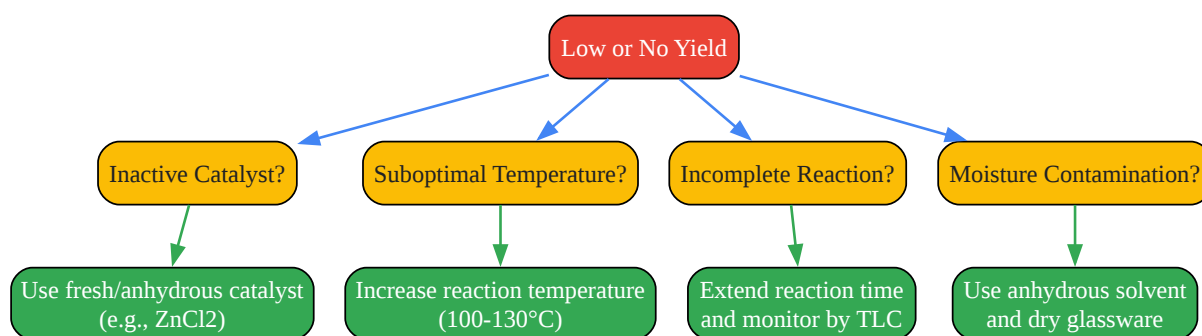 Low or No Yield
Inactive Catalyst?
Suboptimal Temperature?
Incomplete Reaction?
Moisture Contamination?
Use fresh/anhydrous catalyst
(e.g., ZnCl2)
Increase reaction temperature
(100-130°C)
Extend reaction time
and monitor by TLC
Use anhydrous solvent
and dry glassware